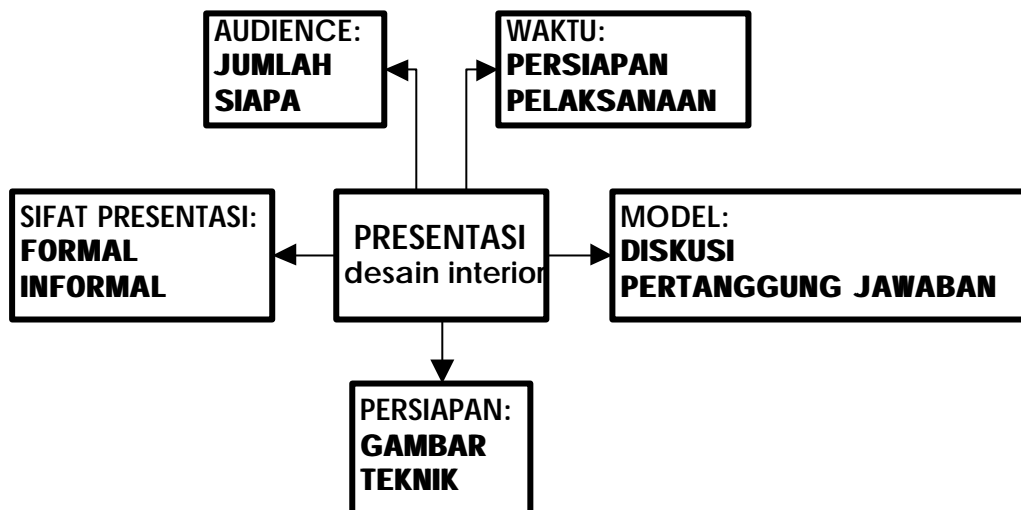 AUDIENCE:
JUMLAH
SIAPA
WAKTU:
PERSIAPAN
PELAKSANAAN
SIFAT PRESENTASI:
FORMAL
INFORMAL
PRESENTASI
desain interior
MODEL:
DISKUSI
PERTANGGUNG JAWABAN
PERSIAPAN:
GAMBAR
TEKNIK